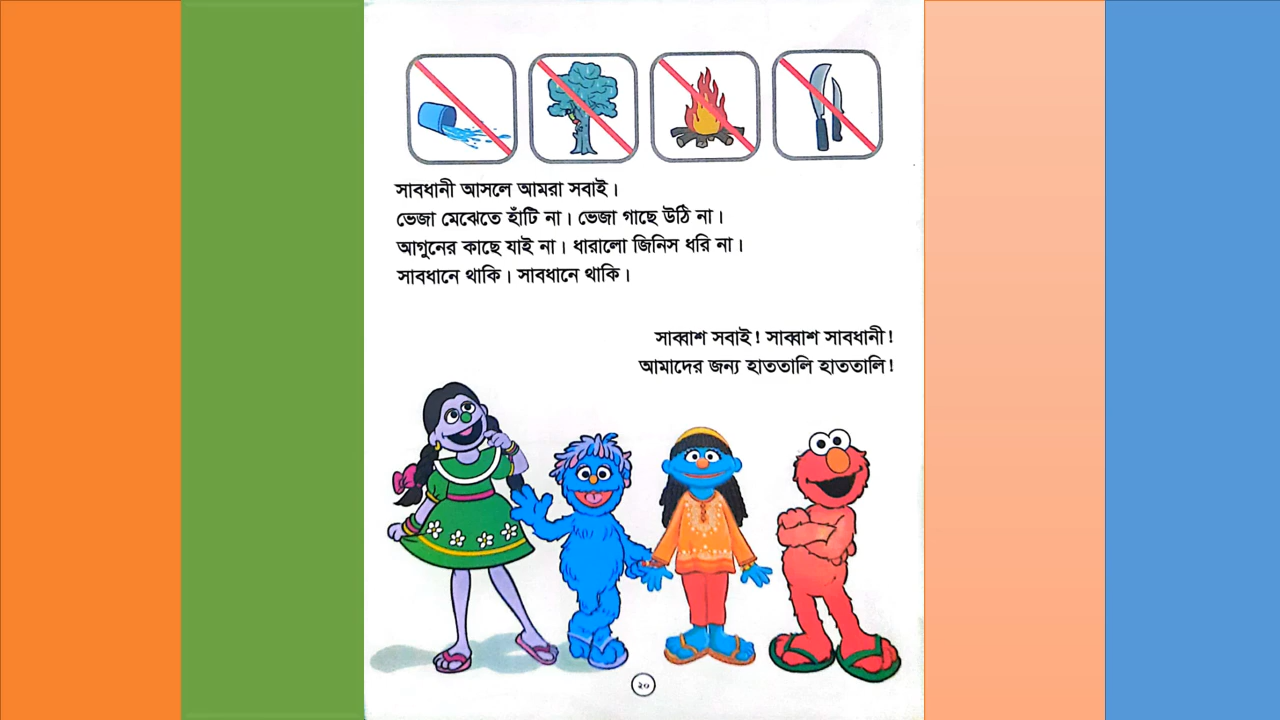 সাবধানী আসলে আমরা সবাই।
ভেজা মেঝেতে হাঁটি না। ভেজা গাছে উঠি না।
আগুনের কাছে যাই না। ধারালো জিনিস ধরি না।
সাবধানে থাকি। সাবধানে থাকি।
সাব্বাশ সবাই! সাব্বাশ সাবধানী!
আমাদের জন্য হাততালি হাততালি!
২০